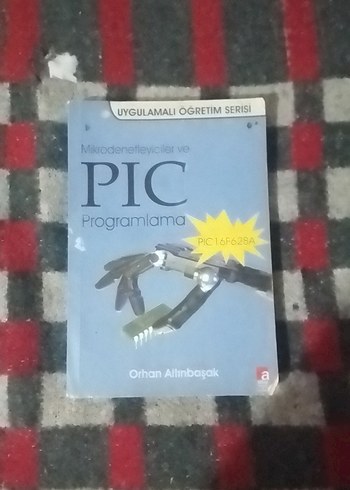 UYGULAMALI ÖĞRETİM SERİSİ
Mikrodenetleyiciler ve
PIC
Programlama
PIC16F628A
Orhan Altınbaşak
a